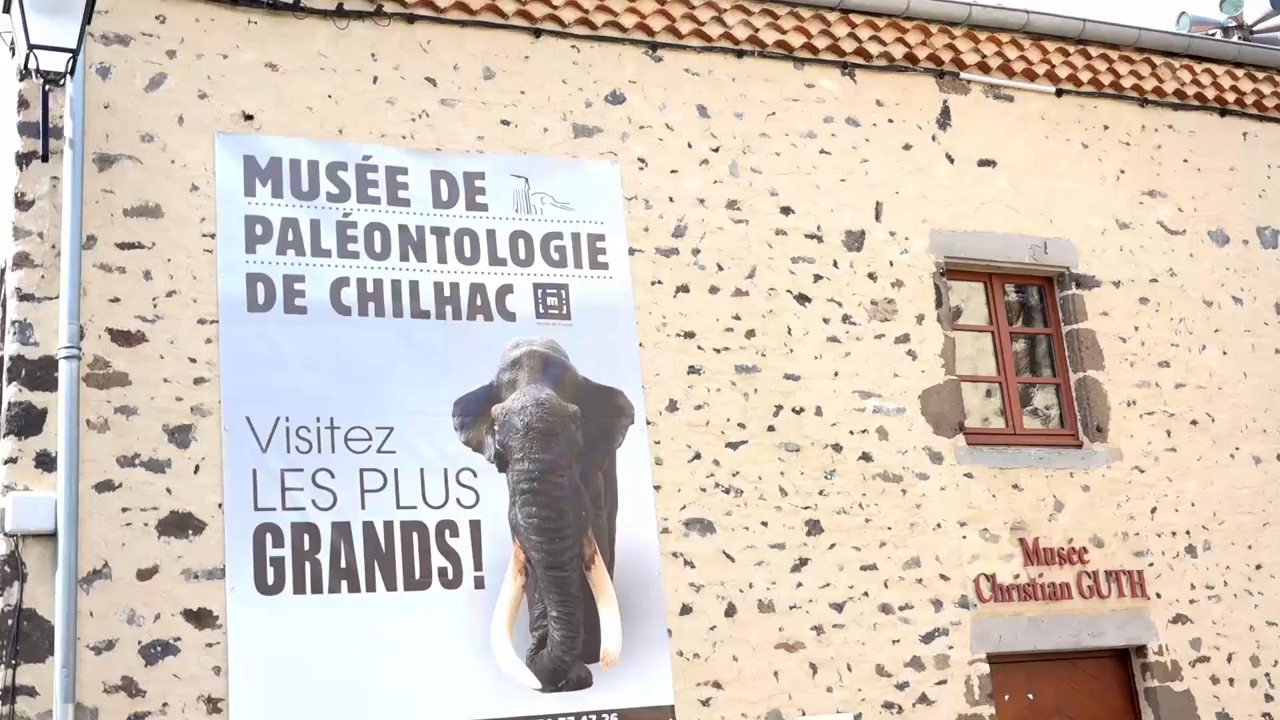 MUSÉE DE
PALÉONTOLOGIE
DE CHILHAC
Visitez
LES PLUS
GRANDS!
Musée
Christian GUTH